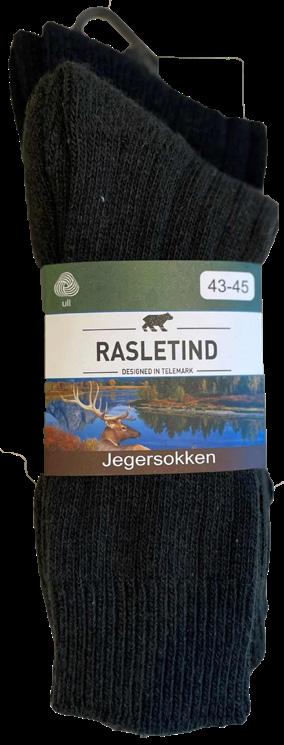 43-45
ull
RASLETIND
DESIGNED IN TELEMARK
Jegersokken